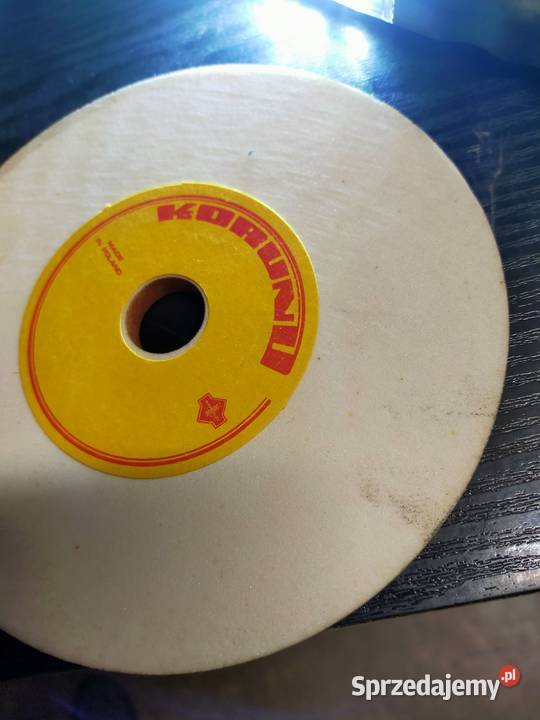 KORUND
MADE
IN POLAND
Sprzedajemy.pl